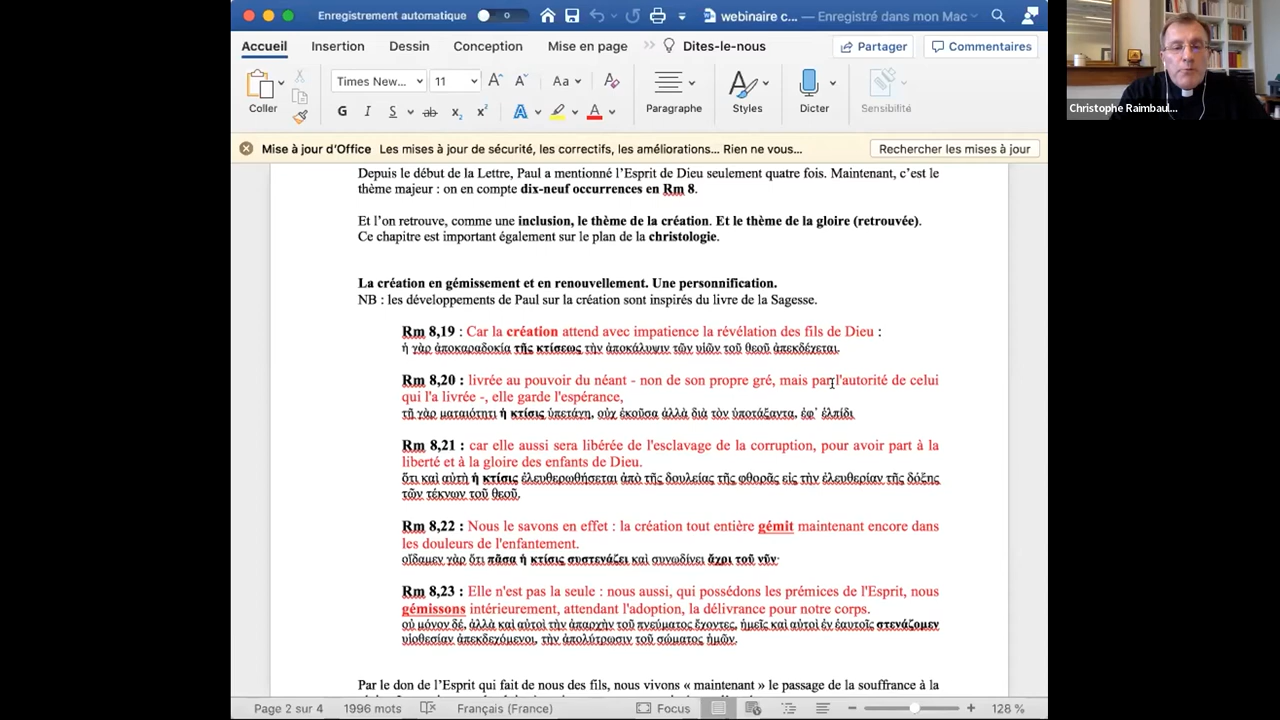 Enregistrement automatique
webinaire c... — Enregistré dans mon Mac
Accueil Insertion Dessin Conception Mise en page Dites-le-nous Partager Commentaires
Times New... 11
Coller G I S ab x₂ x² A A Paragraphe Styles Dicter Sensibilité
Christophe Raimbaul...
Mise à jour d'Office Les mises à jour de sécurité, les correctifs, les améliorations... Rien ne vous... Rechercher les mises à jour
Depuis le début de la Lettre, Paul a mentionné l'Esprit de Dieu seulement quatre fois. Maintenant, c'est le
thème majeur : on en compte dix-neuf occurrences en Rm 8.
Et l'on retrouve, comme une inclusion, le thème de la création. Et le thème de la gloire (retrouvée).
Ce chapitre est important également sur le plan de la christologie.
La création en gémissement et en renouvellement. Une personnification.
NB : les développements de Paul sur la création sont inspirés du livre de la Sagesse.
Rm 8,19 : Car la création attend avec impatience la révélation des fils de Dieu :
ἡ γὰρ ἀποκαραδοκία τῆς κτίσεως τὴν ἀποκάλυψιν τῶν υἱῶν τοῦ θεοῦ ἀπεκδέχεται.
Rm 8,20 : livrée au pouvoir du néant - non de son propre gré, mais par l'autorité de celui
qui l'a livrée -, elle garde l'espérance,
τῇ γὰρ ματαιότητι ἡ κτίσις ὑπετάγη, οὐχ ἑκοῦσα ἀλλὰ διὰ τὸν ὑποτάξαντα, ἐφ᾽ ἑλπίδι
Rm 8,21 : car elle aussi sera libérée de l'esclavage de la corruption, pour avoir part à la
liberté et à la gloire des enfants de Dieu.
ὅτι καὶ αὐτὴ ἡ κτίσις ἐλευθερωθήσεται ἀπὸ τῆς δουλείας τῆς φθορᾶς εἰς τὴν ἐλευθερίαν τῆς δόξης
τῶν τέκνων τοῦ θεοῦ.
Rm 8,22 : Nous le savons en effet : la création tout entière gémit maintenant encore dans
les douleurs de l'enfantement.
οἴδαμεν γὰρ ὅτι πᾶσα ἡ κτίσις συστενάζει καὶ συνωδίνει ἄχρι τοῦ νῦν·
Rm 8,23 : Elle n'est pas la seule : nous aussi, qui possédons les prémices de l'Esprit, nous
gémissons intérieurement, attendant l'adoption, la délivrance pour notre corps.
οὐ μόνον δέ, ἀλλὰ καὶ αὐτοὶ τὴν ἀπαρχὴν τοῦ πνεύματος ἔχοντες, ἡμεῖς καὶ αὐτοὶ ἐν ἑαυτοῖς στενάζομεν
υἱοθεσίαν ἀπεκδεχόμενοι, τὴν ἀπολύτρωσιν τοῦ σώματος ἡμῶν.
Par le don de l'Esprit qui fait de nous des fils, nous vivons « maintenant » le passage de la souffrance à la
Page 2 sur 4 1996 mots Français (France) Focus 128 %